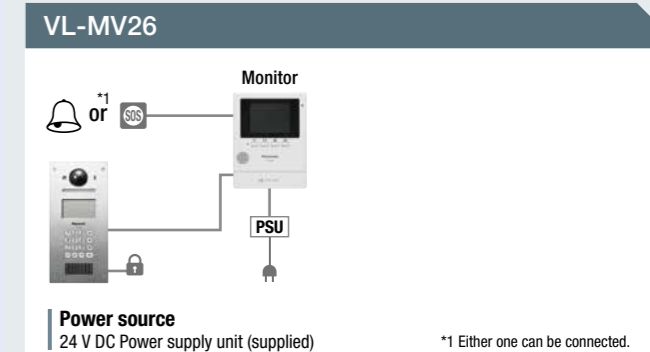 VL-MV26
Monitor
*1
or
SOS
PSU
Power source
24 V DC Power supply unit (supplied)
*1 Either one can be connected.